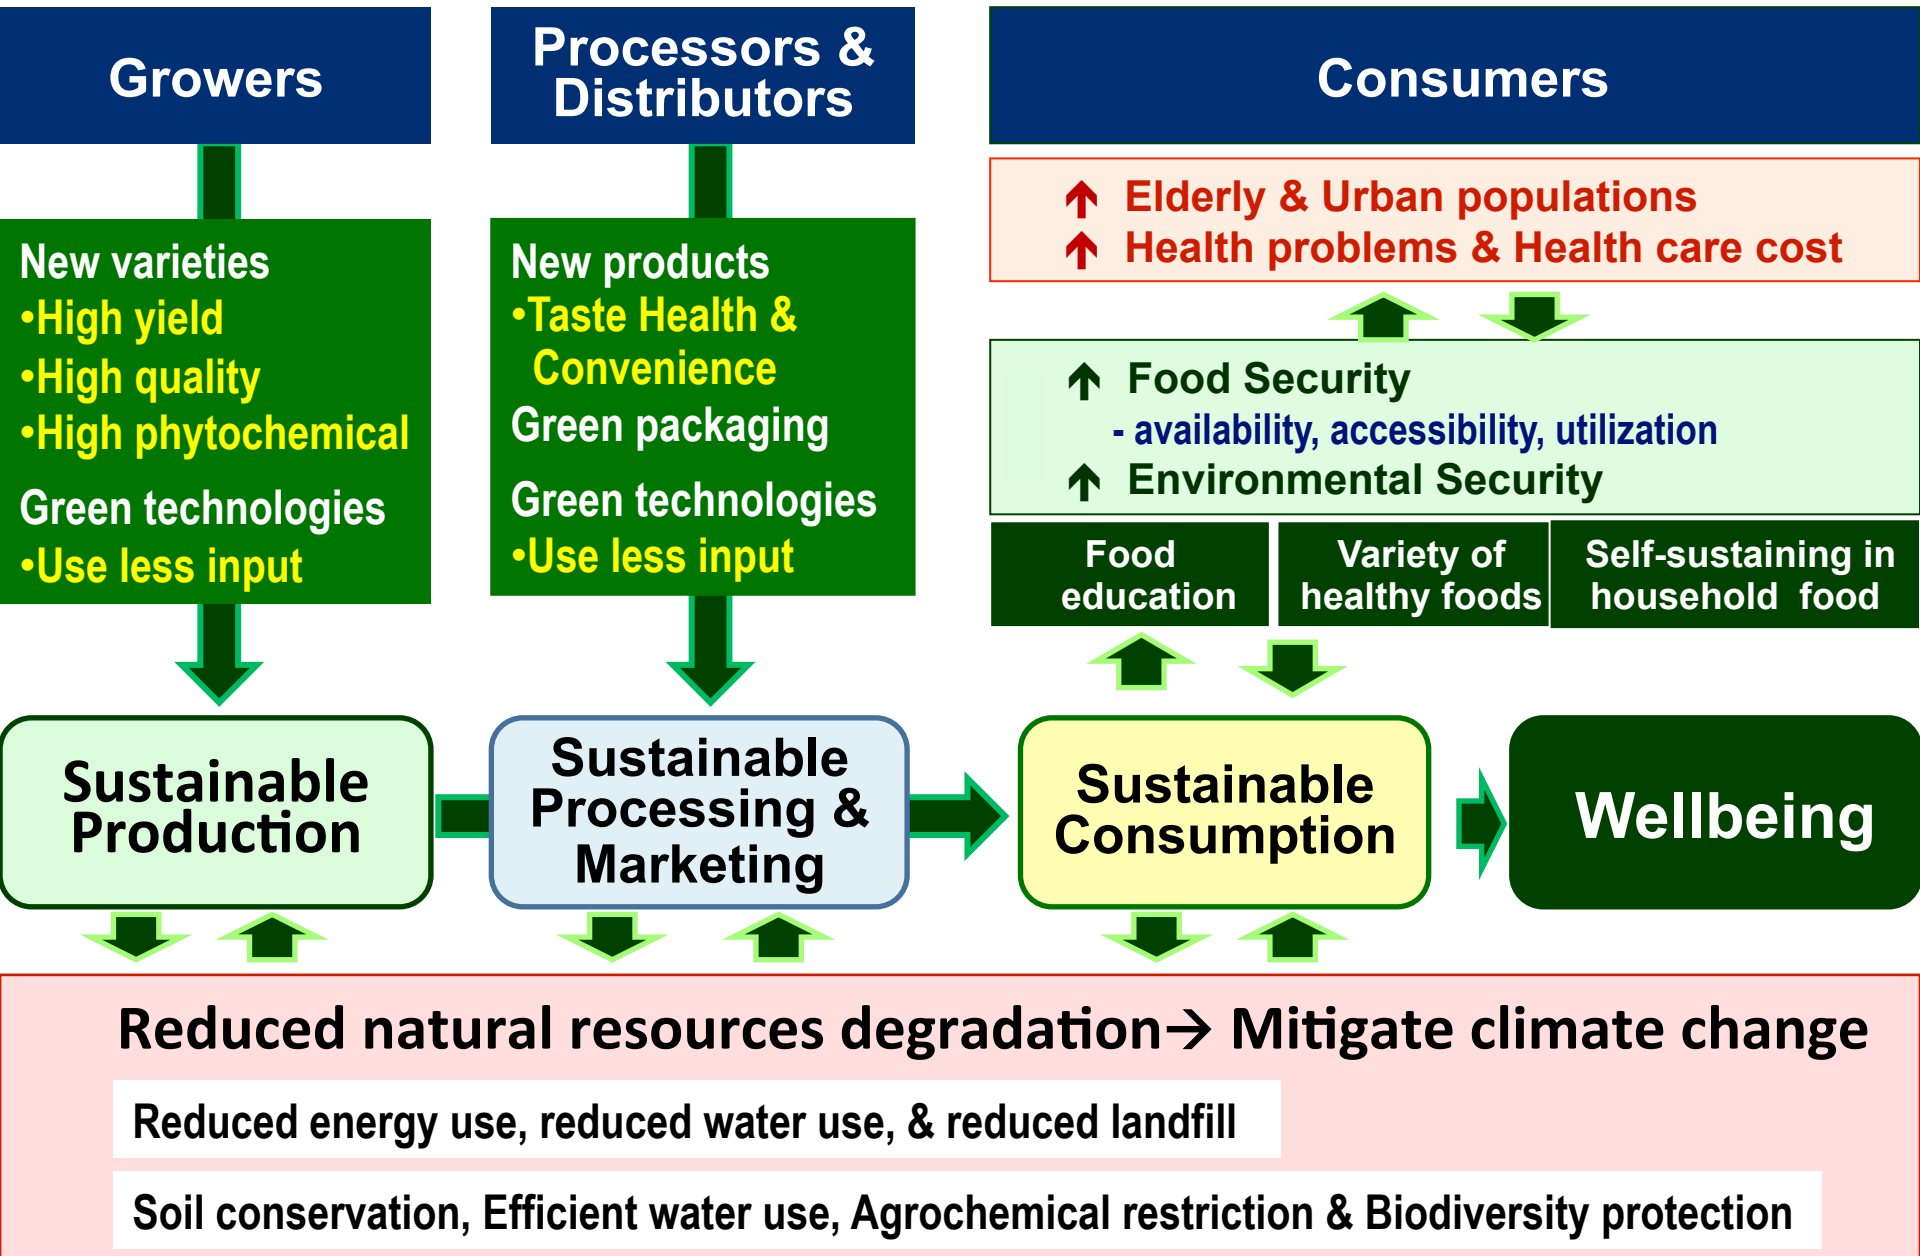 Growers
Processors &
Distributors
Consumers
↑ Elderly & Urban populations
↑ Health problems & Health care cost
New varieties
•High yield
•High quality
•High phytochemical
Green technologies
•Use less input
New products
•Taste Health &
Convenience
Green packaging
Green technologies
•Use less input
↑ Food Security
- availability, accessibility, utilization
↑ Environmental Security
Food
education
Variety of
healthy foods
Self-sustaining in
household food
Sustainable
Production
Sustainable
Processing &
Marketing
Sustainable
Consumption
Wellbeing
Reduced natural resources degradation→ Mitigate climate change
Reduced energy use, reduced water use, & reduced landfill
Soil conservation, Efficient water use, Agrochemical restriction & Biodiversity protection